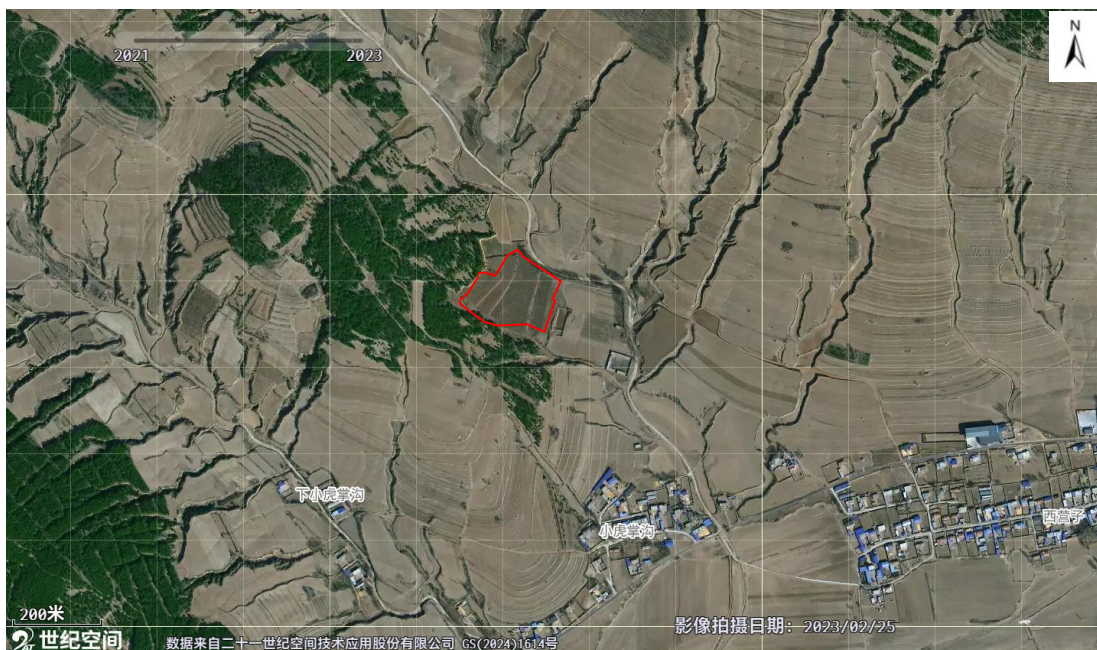 N
2021
2023
下小虎掌沟
小虎掌沟
西营子
200米
影像拍摄日期：2023/02/25
世纪空间
数据来自二十一世纪空间技术应用股份有限公司 GS(2024)1614号